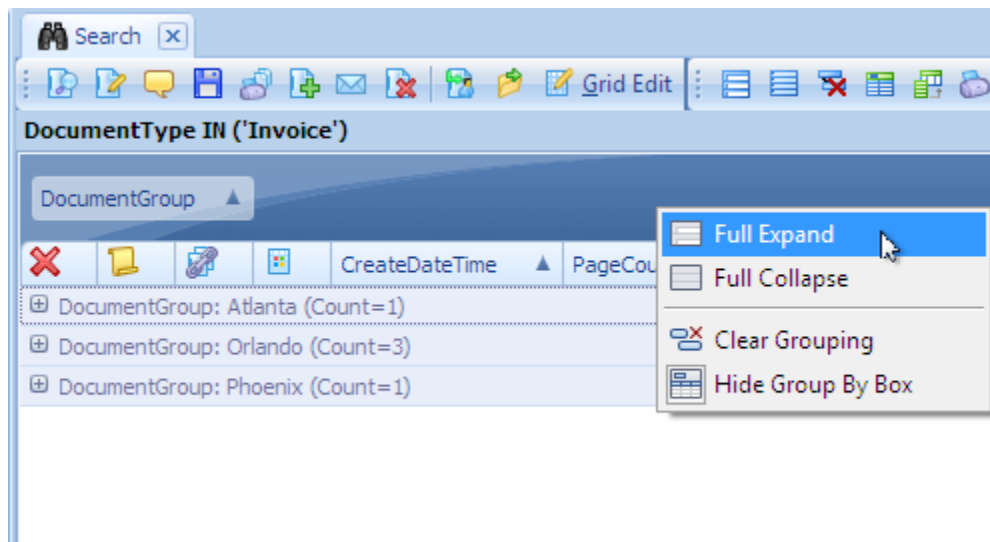 Search
Grid Edit
DocumentType IN ('Invoice')
DocumentGroup
CreateDateTime
Full Expand
Full Collapse
Clear Grouping
Hide Group By Box
DocumentGroup: Atlanta (Count=1)
DocumentGroup: Orlando (Count=3)
DocumentGroup: Phoenix (Count=1)